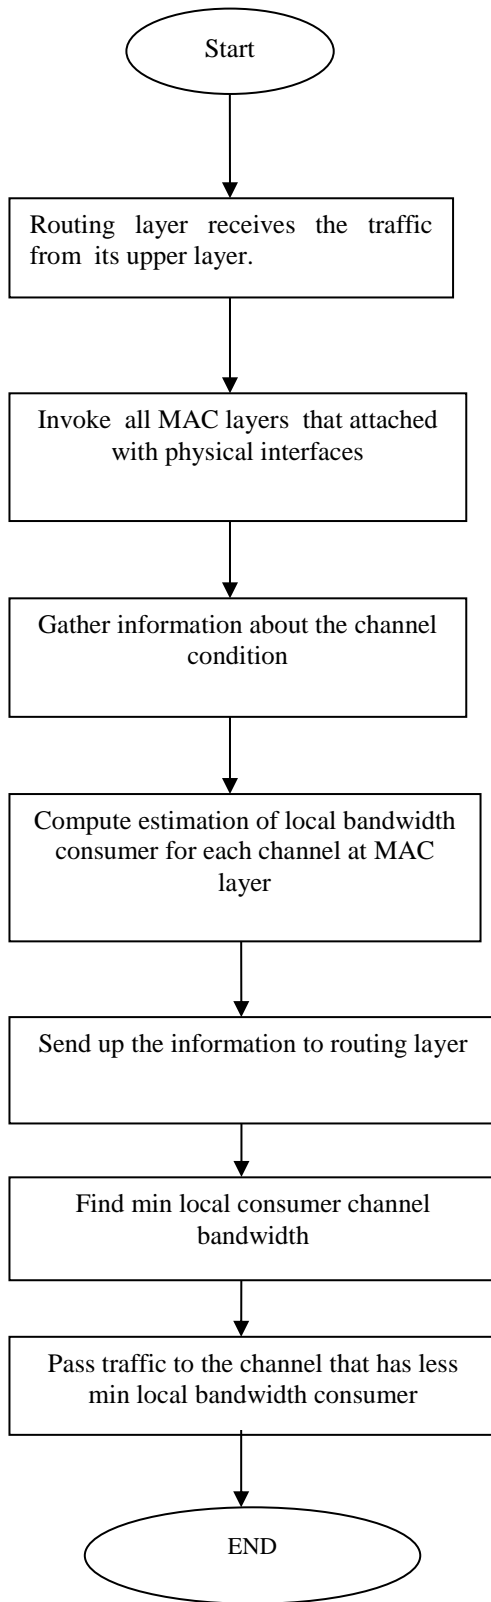 Start
Routing layer receives the traffic
from its upper layer.
Invoke all MAC layers that attached
with physical interfaces
Gather information about the channel
condition
Compute estimation of local bandwidth
consumer for each channel at MAC
layer
Send up the information to routing layer
Find min local consumer channel
bandwidth
Pass traffic to the channel that has less
min local bandwidth consumer
END